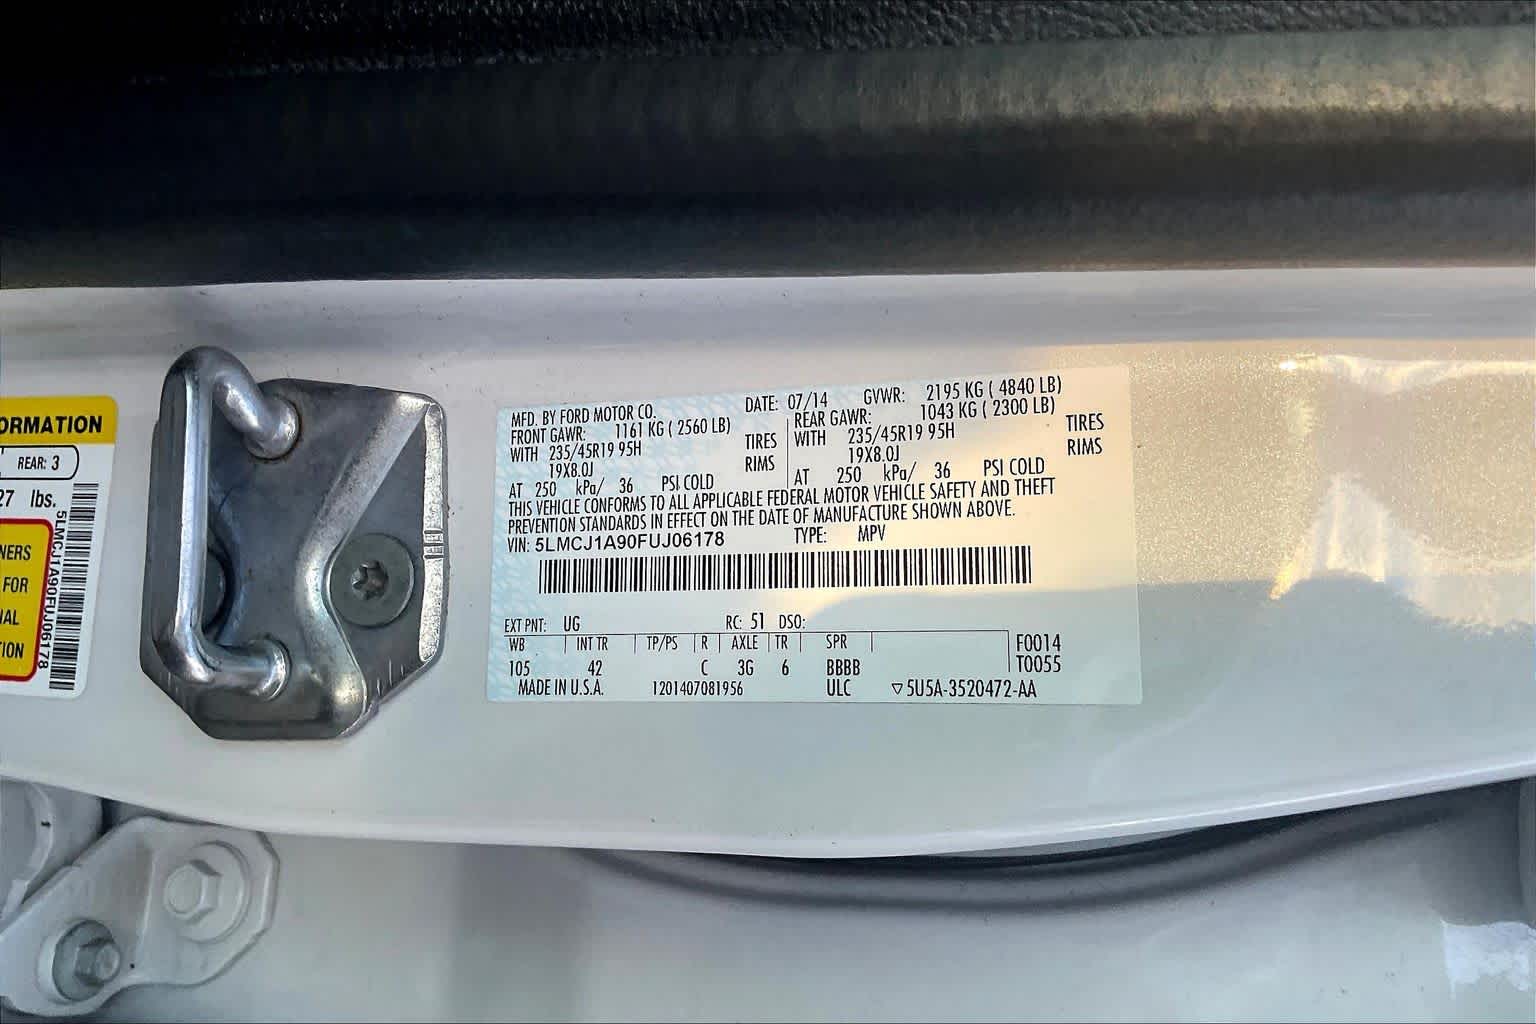 ORMATION
REAR: 3
27 lbs.
NERS
FOR
5LMCJ1A90FUJ06178
MFD. BY FORD MOTOR CO.
DATE: 07/14 GVWR: 2195 KG ( 4840 LB)
FRONT GAWR: 1161 KG ( 2560 LB)
WITH 235/45R19 95H TIRES
19X8.0J RIMS
AT 250 kPa/ 36 PSI COLD
REAR GAWR: 1043 KG ( 2300 LB)
WITH 235/45R19 95H TIRES
19X8.0J RIMS
AT 250 kPa/ 36 PSI COLD
THIS VEHICLE CONFORMS TO ALL APPLICABLE FEDERAL MOTOR VEHICLE SAFETY AND THEFT
PREVENTION STANDARDS IN EFFECT ON THE DATE OF MANUFACTURE SHOWN ABOVE.
VIN: 5LMCJ1A90FUJ06178 TYPE: MPV
EXT PNT: UG RC: 51 DSO:
WB INT TR TP/PS R AXLE TR SPR F0014
105 42 C 3G 6 BBBB T0055
MADE IN U.S.A. 1201407081956 ULC ▽5U5A-3520472-AA